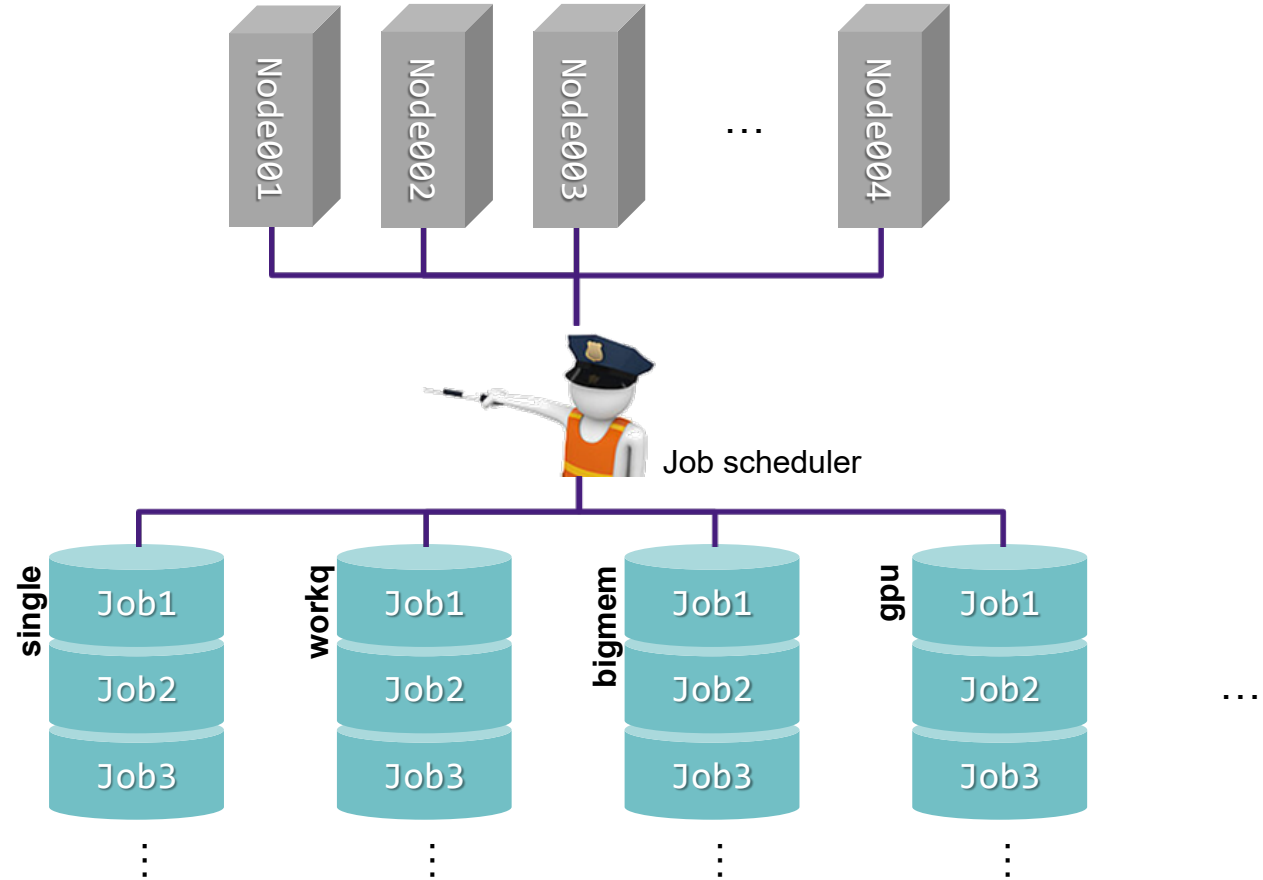 Node001
Node002
Node003
...
Node004
Job scheduler
single
Job1
Job2
Job3
...
workq
Job1
Job2
Job3
...
bigmem
Job1
Job2
Job3
...
gpu
Job1
Job2
Job3
...
...